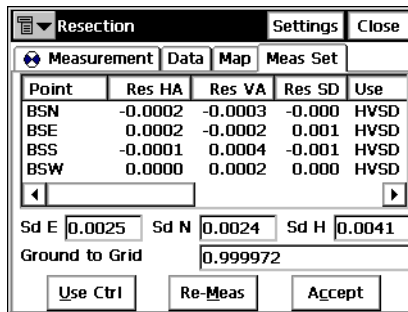 Resection Settings Close
Measurement Data Map Meas Set
Point Res HA Res VA Res SD Use
BSN -0.0002 -0.0003 -0.000 HVSD
BSE 0.0002 -0.0002 0.001 HVSD
BSS -0.0001 0.0004 -0.001 HVSD
BSW 0.0000 0.0002 0.000 HVSD
Sd E 0.0025 Sd N 0.0024 Sd H 0.0041
Ground to Grid 0.999972
Use Ctrl Re-Meas Accept